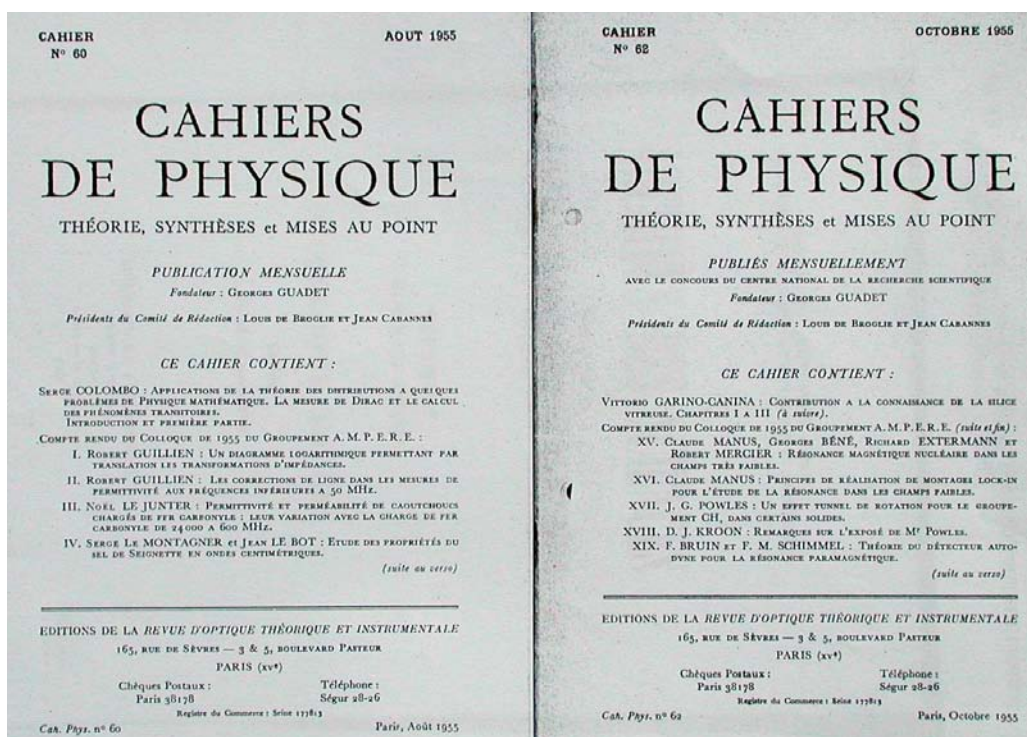 CAHIER
N° 60
AOUT 1955
CAHIERS
DE PHYSIQUE
THÉORIE, SYNTHÈSES et MISES AU POINT
PUBLICATION MENSUELLE
Fondateur : Georges GUADET
Présidents du Comité de Rédaction : Louis de Broglie et Jean Cabannes
CE CAHIER CONTIENT :
Serge COLOMBO : Applications de la théorie des distributions a quelques
problèmes de Physique mathématique. La mesure de Dirac et le calcul
des phénomènes transitoires.
Introduction et première partie.
Compte rendu du Colloque de 1955 du Groupement A. M. P. E. R. E. :
I. Robert GUILLIEN : Un diagramme logarithmique permettant par
translation les transformations d'impédances.
II. Robert GUILLIEN : Les corrections de ligne dans les mesures de
permittivité aux fréquences inférieures a 50 MHz.
III. Noël LE JUNTER : Permittivité et perméabilité de caoutchoucs
chargés de fer carbonyle : leur variation avec la charge de fer
carbonyle de 24 000 a 600 MHz.
IV. Serge Le MONTAGNER et Jean LE BOT : Etude des propriétés du
sel de Seignette en ondes centimétriques.
(suite au verso)
EDITIONS DE LA REVUE D'OPTIQUE THÉORIQUE ET INSTRUMENTALE
165, rue de Sèvres — 3 & 5, boulevard Pasteur
PARIS (xvᵉ)
Chèques Postaux :
Paris 38178
Téléphone :
Ségur 28-26
Registre du Commerce : Seine 177813
Cah. Phys. n° 60
Paris, Août 1955
CAHIER
N° 62
OCTOBRE 1955
CAHIERS
DE PHYSIQUE
THÉORIE, SYNTHÈSES et MISES AU POINT
PUBLIÉS MENSUELLEMENT
avec le concours du centre national de la recherche scientifique
Fondateur : Georges GUADET
Présidents du Comité de Rédaction : Louis de Broglie et Jean Cabannes
CE CAHIER CONTIENT :
Vittorio GARINO-CANINA : Contribution a la connaissance de la silice
vitreuse. Chapitres I a III (à suivre).
Compte rendu du Colloque de 1955 du Groupement A. M. P. E. R. E. (suite et fin) :
XV. Claude MANUS, Georges BÉNÉ, Richard EXTERMANN et
Robert MERCIER : Résonance magnétique nucléaire dans les
champs très faibles.
XVI. Claude MANUS : Principes de réalisation de montages lock-in
pour l'étude de la résonance dans les champs faibles.
XVII. J. G. POWLES : Un effet tunnel de rotation pour le groupe-
ment CH, dans certains solides.
XVIII. D. J. KROON : Remarques sur l'exposé de Mʳ Powles.
XIX. F. BRUIN et F. M. SCHIMMEL : Théorie du détecteur auto-
dyne pour la résonance paramagnétique.
(suite au verso)
EDITIONS DE LA REVUE D'OPTIQUE THÉORIQUE ET INSTRUMENTALE
165, rue de Sèvres — 3 & 5, boulevard Pasteur
PARIS (xvᵉ)
Chèques Postaux :
Paris 38178
Téléphone :
Ségur 28-26
Registre du Commerce : Seine 177813
Cah. Phys. n° 62
Paris, Octobre 1955